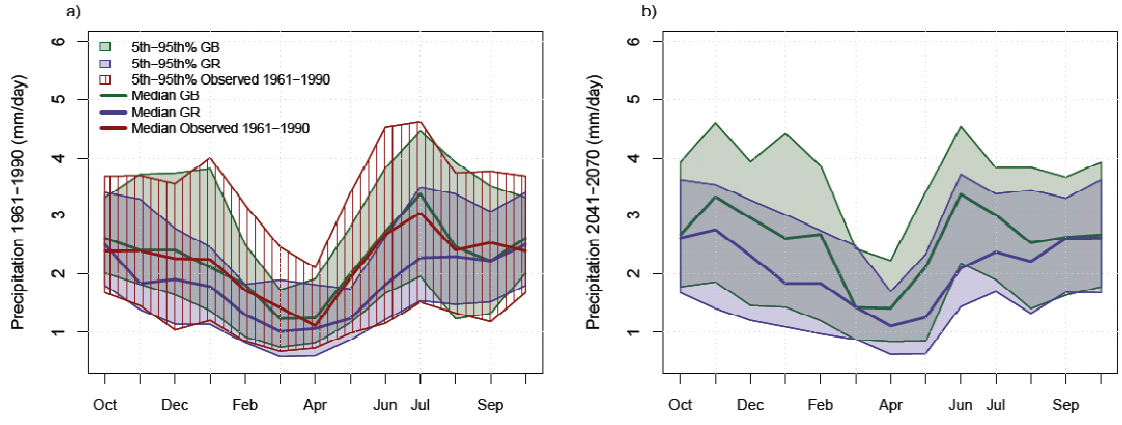 a)
Precipitation 1961−1990 (mm/day)
6
5
4
3
2
1
5th−95th% GB
5th−95th% GR
5th−95th% Observed 1961−1990
Median GB
Median GR
Median Observed 1961−1990
Oct Dec Feb Apr Jun Jul Sep
b)
Precipitation 2041−2070 (mm/day)
6
5
4
3
2
1
Oct Dec Feb Apr Jun Jul Sep